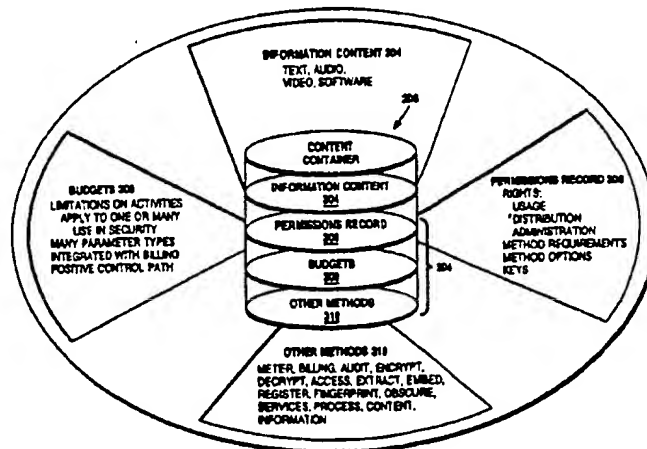 INFORMATION CONTENT 304
TEXT, AUDIO,
VIDEO, SOFTWARE
CONTENT
CONTAINER
INFORMATION CONTENT
304
PERMISSIONS RECORD
BUDGETS
OTHER METHODS
BUDGETS
LIMITATIONS ON ACTIVITIES
APPLY TO ONE OR MANY
USE IN SECURITY
MANY PARAMETER TYPES
INTEGRATED WITH BILLING
POSITIVE CONTROL PATH
PERMISSIONS RECORD
RIGHTS:
USAGE
DISTRIBUTION
ADMINISTRATION
METHOD REQUIREMENTS
METHOD OPTIONS
KEYS
OTHER METHODS
METER, BILLING, AUDIT, ENCRYPT,
DECRYPT, ACCESS, EXTRACT, EMBED,
REGISTER, FINGERPRINT, OBSCURE,
SERVICES, PROCESS, CONTENT,
INFORMATION